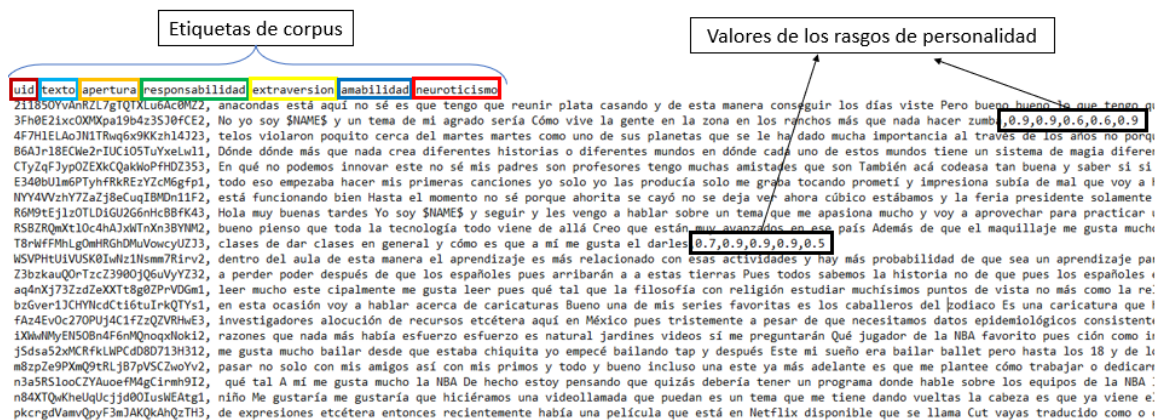 Etiquetas de corpus
Valores de los rasgos de personalidad
uid texto apertura responsabilidad extraversion amabilidad neuroticismo
anacondas está aquí no sé es que tengo que reunir plata casando y de esta manera conseguir los días viste Pero bueno bueno lo que tengo qu
3Fh0E2ixcOXMXpa19b4z35J0fCE2, No yo soy $NAME$ y un tema de mi agrado sería Cómo vive la gente en la zona en los ranchos más que nada hacer zumba,0.9,0.9,0.6,0.6,0.9
4F7H1ELAoJN1TRwq6x9KKzh14J23, telos violaron poquito cerca del martes martes como uno de sus planetas que se le ha dado mucha importancia al través de los años no porqu
B6AJrl8ECWe2rIUCiO5TuYxeLwl1, Dónde dónde más que nada crea diferentes historias o diferentes mundos en dónde cada uno de estos mundos tiene un sistema de magia diferen
CTyZqFJypOZEXkCQakWoPfHDZ353, En qué no podemos innovar este no sé mis padres son profesores tengo muchas amistades que son También acá codeasa tan buena y saber si si
E340bUlm6PTyhfRkREzYZcM6gfp1, todo eso empezaba hacer mis primeras canciones yo solo yo las producía solo me graba tocando prometí y impresiona subía de mal que voy a h
NYY4VVzhY7ZaZj8eCuqIBMDn11F2, está funcionando bien Hasta el momento no sé porque ahorita se cayó no se deja ver ahora cúbico estábamos y la feria presidente solamente
R6M9tEjlzOTLDiGU2G6nHcBBfK43, Hola muy buenas tardes Yo soy $NAME$ y seguir y les vengo a hablar sobre un tema que me apasiona mucho y voy a aprovechar para practicar u
RSBZRQmXtlOc4hAJxWTnXn3BYNM2, bueno pienso que toda la tecnología todo viene de allá Creo que están muy avanzados en ese país Además de que el maquillaje me gusta much
T8rWfFMhLgOmHRGhDMuVowcyUZJ3, clases de dar clases en general y cómo es que a mí me gusta el darles,0.7,0.9,0.9,0.9,0.5
WSVPHtUiVUSK0IwNz1Nsmm7Rirv2, dentro del aula de esta manera el aprendizaje es más relacionado con esas actividades y hay más probabilidad de que sea un aprendizaje par
Z3bzkauQOrTzcZ390OjQ6uVyYZ32, a perder poder después de que los españoles pues arribarán a a estas tierras Pues todos sabemos la historia no de que pues los españoles e
aq4nXj73ZzdZeXXTt8g0ZPrVDGm1, leer mucho este cipalmente me gusta leer pues qué tal que la filosofía con religión estudiar muchísimos puntos de vista no más como la re
bzGver1JCHYNcdCti6tuIrkQTYs1, en esta ocasión voy a hablar acerca de caricaturas Bueno una de mis series favoritas es los caballeros del zodiaco Es una caricatura que h
fAz4EvOc27OPUj4C1fZzQZVRHwE3, investigadores alocución de recursos etcétera aquí en México pues tristemente a pesar de que necesitamos datos epidemiológicos consistente
iXWwNMyEN5OBn4F6nMQnoqxNoki2, razones que nada más había esfuerzo esfuerzo es natural jardines videos sí me preguntarán Qué jugador de la NBA favorito pues ción como in
jSdsa52xMCRfkLWPCdD8D713H312, me gusta mucho bailar desde que estaba chiquita yo empecé bailando tap y después Este mi sueño era bailar ballet pero hasta los 18 y de lo
m8zpZe9PXmQ9tRLjB7pVSCZwoYv2, pasar no solo con mis amigos así con mis primos y todo y bueno incluso una este ya más adelante es que me plantee cómo trabajar o dedicarm
n3a5RSlooCZYAuoefM4gCirmh9I2, qué tal A mí me gusta mucho la NBA De hecho estoy pensando que quizás debería tener un programa donde hable sobre los equipos de la NBA
n84XTQwKheUqUcjjd0OIusWEAtg1, niño Me gustaría me gustaría que hiciéramos una videollamada que puedan es un tema que me tiene dando vueltas la cabeza es que ya viene el
pkcrgdVamvQpyF3mJAKQkAhQzTH3, de expresiones etcétera entonces recientemente había una película que está en Netflix disponible que se llama Cut vayas traducido como o c